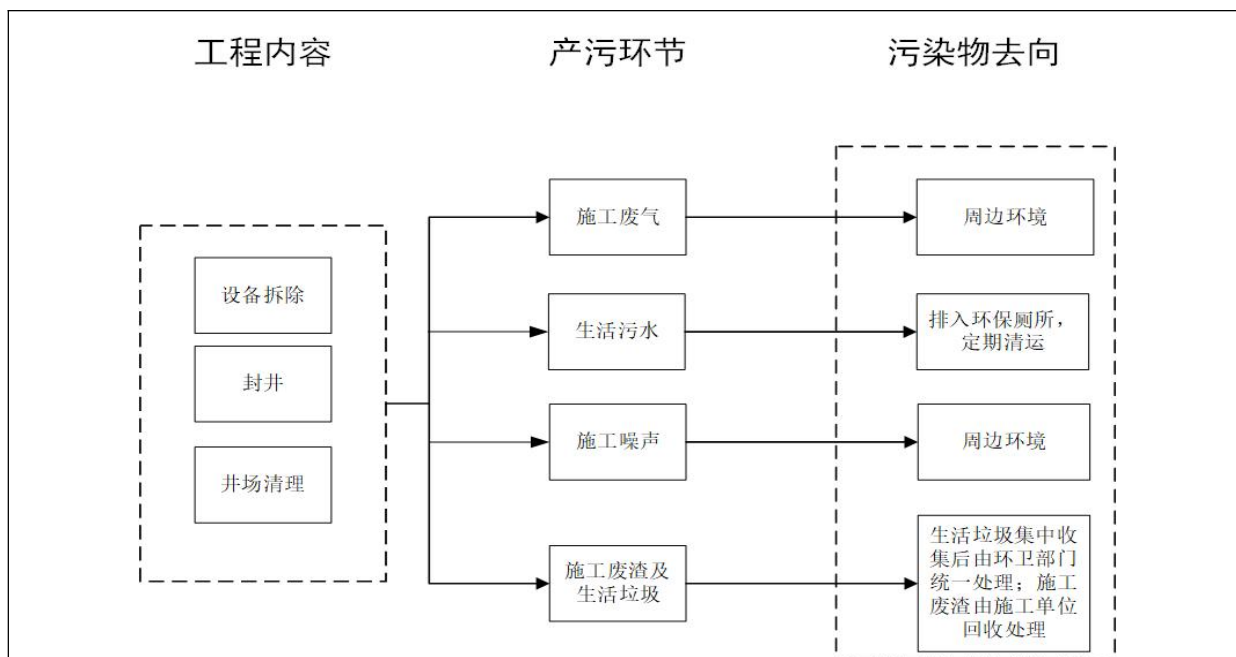 工程内容
产污环节
污染物去向
设备拆除
封井
井场清理
施工废气
生活污水
施工噪声
施工废渣及
生活垃圾
周边环境
排入环保厕所，
定期清运
周边环境
生活垃圾集中收
集后由环卫部门
统一处理；施工
废渣由施工单位
回收处理